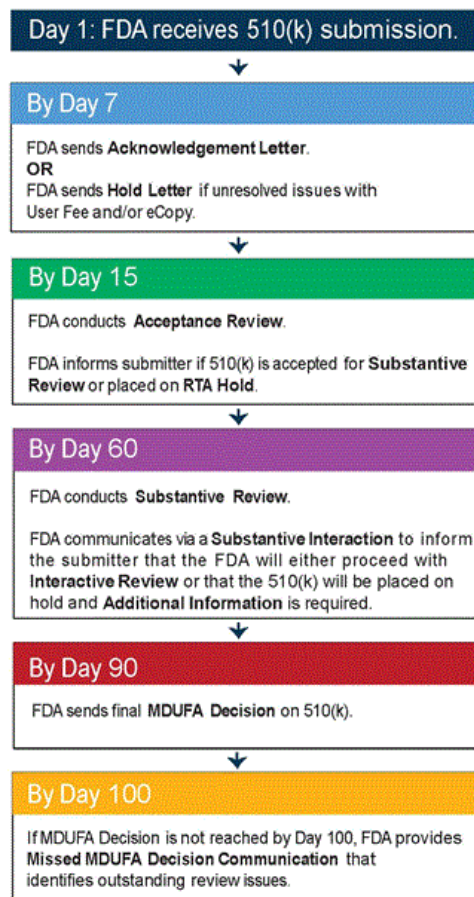 Day 1: FDA receives 510(k) submission.
By Day 7
FDA sends Acknowledgement Letter.
OR
FDA sends Hold Letter if unresolved issues with
User Fee and/or eCopy.
By Day 15
FDA conducts Acceptance Review.
FDA informs submitter if 510(k) is accepted for Substantive
Review or placed on RTA Hold.
By Day 60
FDA conducts Substantive Review.
FDA communicates via a Substantive Interaction to inform
the submitter that the FDA will either proceed with
Interactive Review or that the 510(k) will be placed on
hold and Additional Information is required.
By Day 90
FDA sends final MDUFA Decision on 510(k).
By Day 100
If MDUFA Decision is not reached by Day 100, FDA provides
Missed MDUFA Decision Communication that
identifies outstanding review issues.